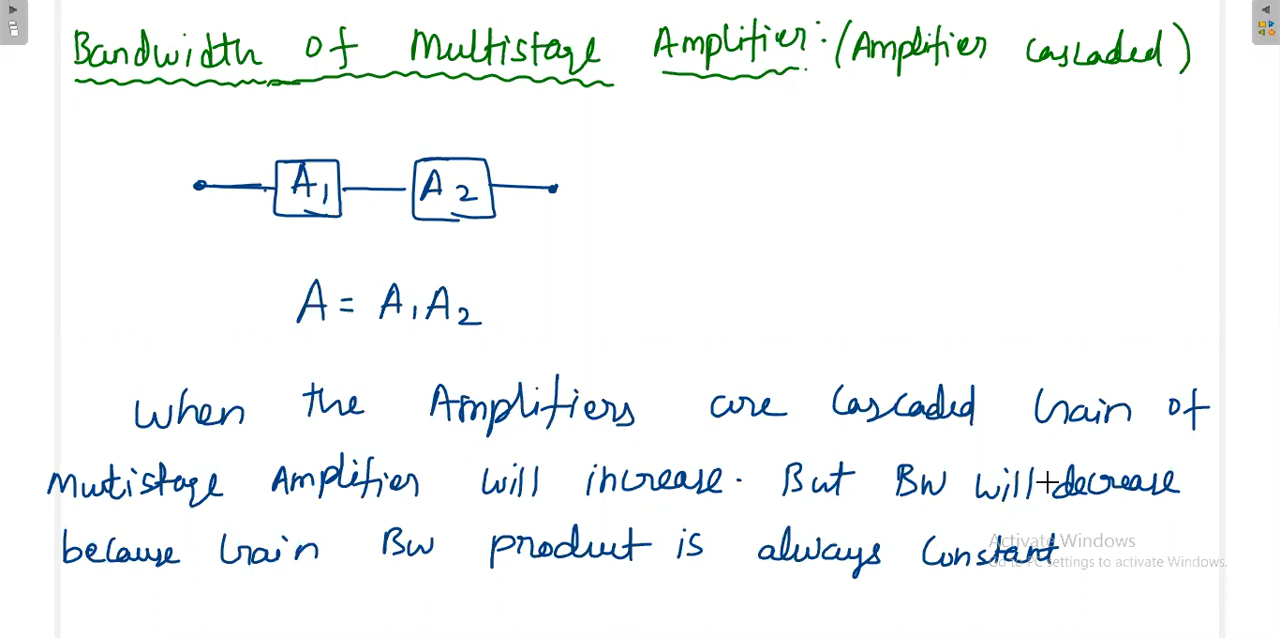 Bandwidth of Multistage Amplifier: (Amplifier Cascaded)
A1 A2
A = A1A2
When the Amplifiers are Cascaded Gain of
Mutistage Amplifier will increase. But BW will decrease
because Gain BW product is always constant
Activate Windows
Go to PC settings to activate Windows.